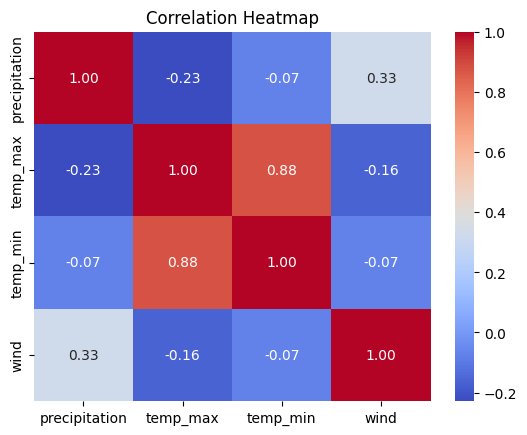 Correlation Heatmap
precipitation 1.00 -0.23 -0.07 0.33
temp_max -0.23 1.00 0.88 -0.16
temp_min -0.07 0.88 1.00 -0.07
wind 0.33 -0.16 -0.07 1.00
precipitation temp_max temp_min wind
1.0
0.8
0.6
0.4
0.2
0.0
-0.2